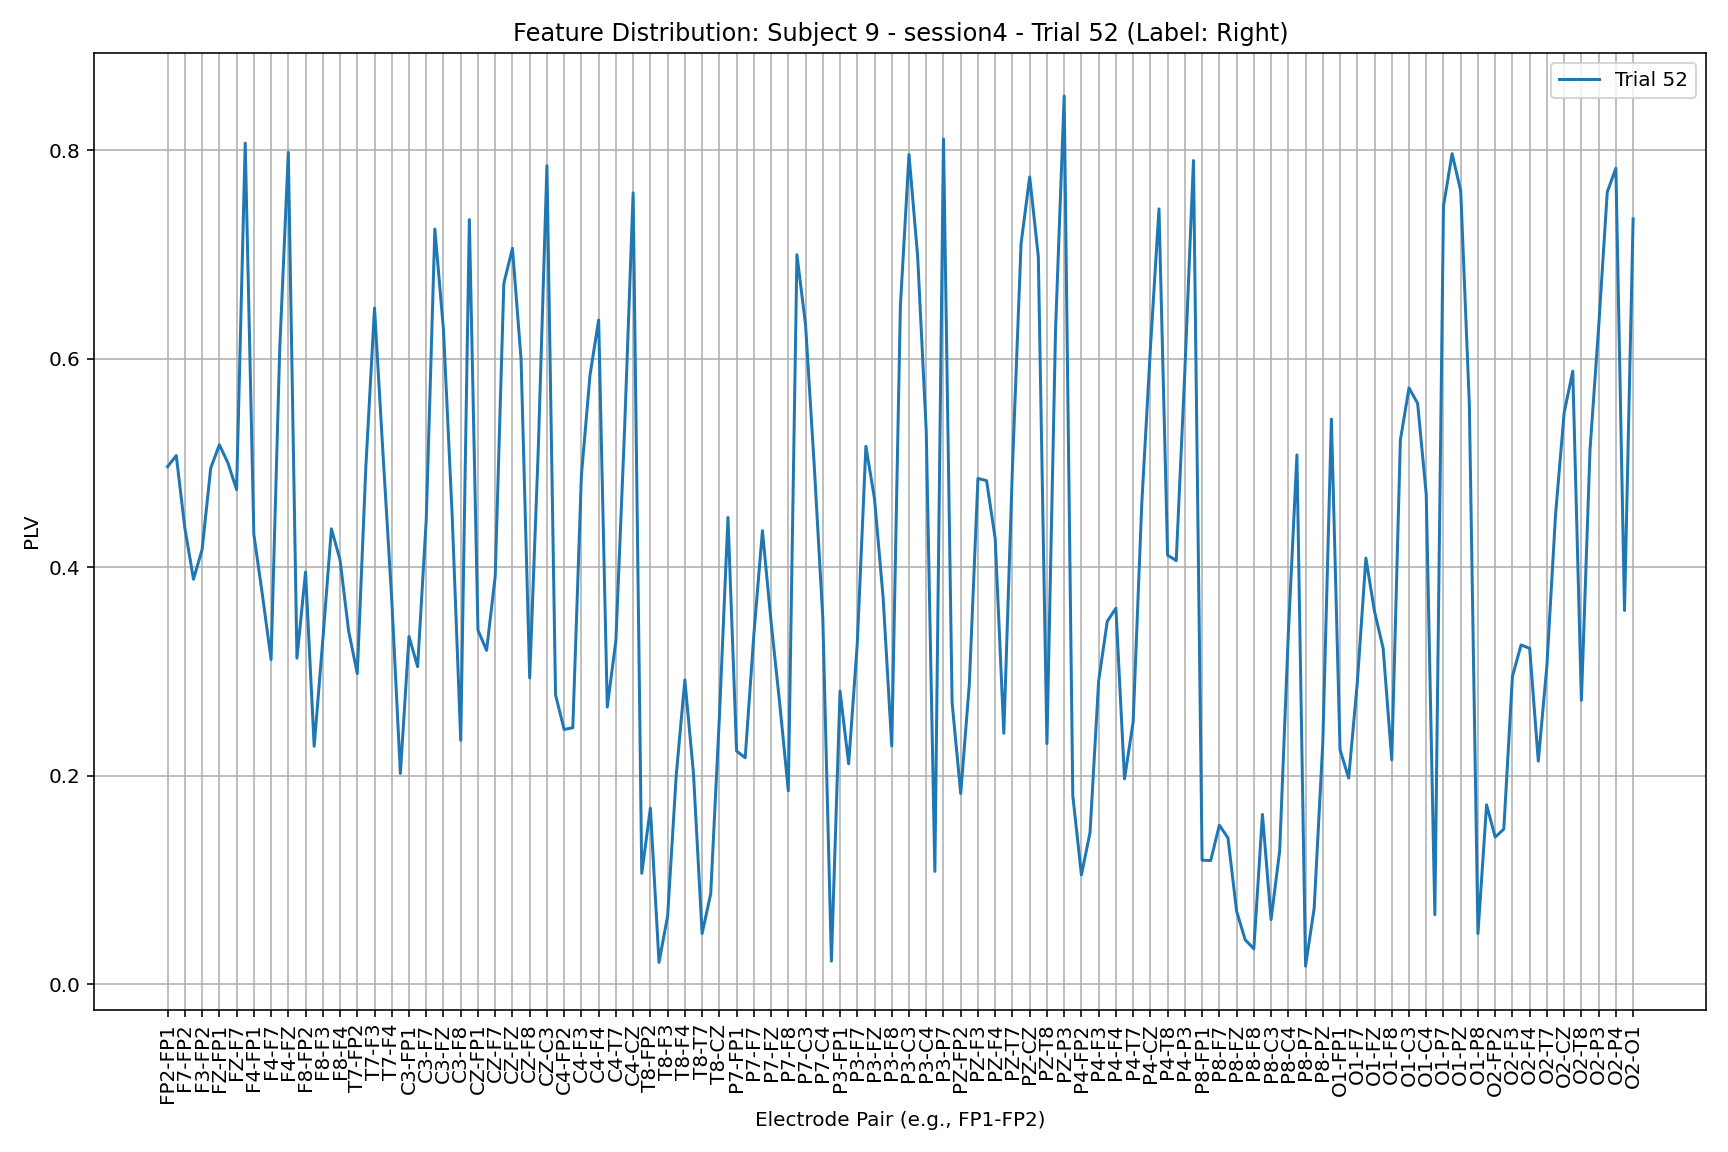 Feature Distribution: Subject 9 - session4 - Trial 52 (Label: Right)
Trial 52
PLV
0.8
0.6
0.4
0.2
0.0
FP2-FP1
F7-FP2
F3-FP2
FZ-FP1
FZ-F7
F4-FP1
F4-F7
F4-FZ
F8-FP2
F8-F3
F8-F4
T7-FP2
T7-F3
T7-F4
C3-FP1
C3-F7
C3-FZ
C3-F8
CZ-FP1
CZ-F7
CZ-FZ
CZ-F8
CZ-C3
C4-FP2
C4-F3
C4-F4
C4-T7
C4-CZ
T8-FP2
T8-F3
T8-F4
T8-T7
T8-CZ
P7-FP1
P7-F7
P7-FZ
P7-F8
P7-C3
P7-C4
P3-FP1
P3-F7
P3-FZ
P3-F8
P3-C3
P3-C4
P3-P7
PZ-FP2
PZ-F3
PZ-F4
PZ-T7
PZ-CZ
PZ-T8
PZ-P3
P4-FP2
P4-F3
P4-F4
P4-T7
P4-CZ
P4-T8
P4-P3
P8-FP1
P8-F7
P8-FZ
P8-F8
P8-C3
P8-C4
P8-P7
P8-PZ
O1-FP1
O1-F7
O1-FZ
O1-F8
O1-C3
O1-C4
O1-P7
O1-PZ
O1-P8
O2-FP2
O2-F3
O2-F4
O2-T7
O2-CZ
O2-T8
O2-P3
O2-P4
O2-O1
Electrode Pair (e.g., FP1-FP2)